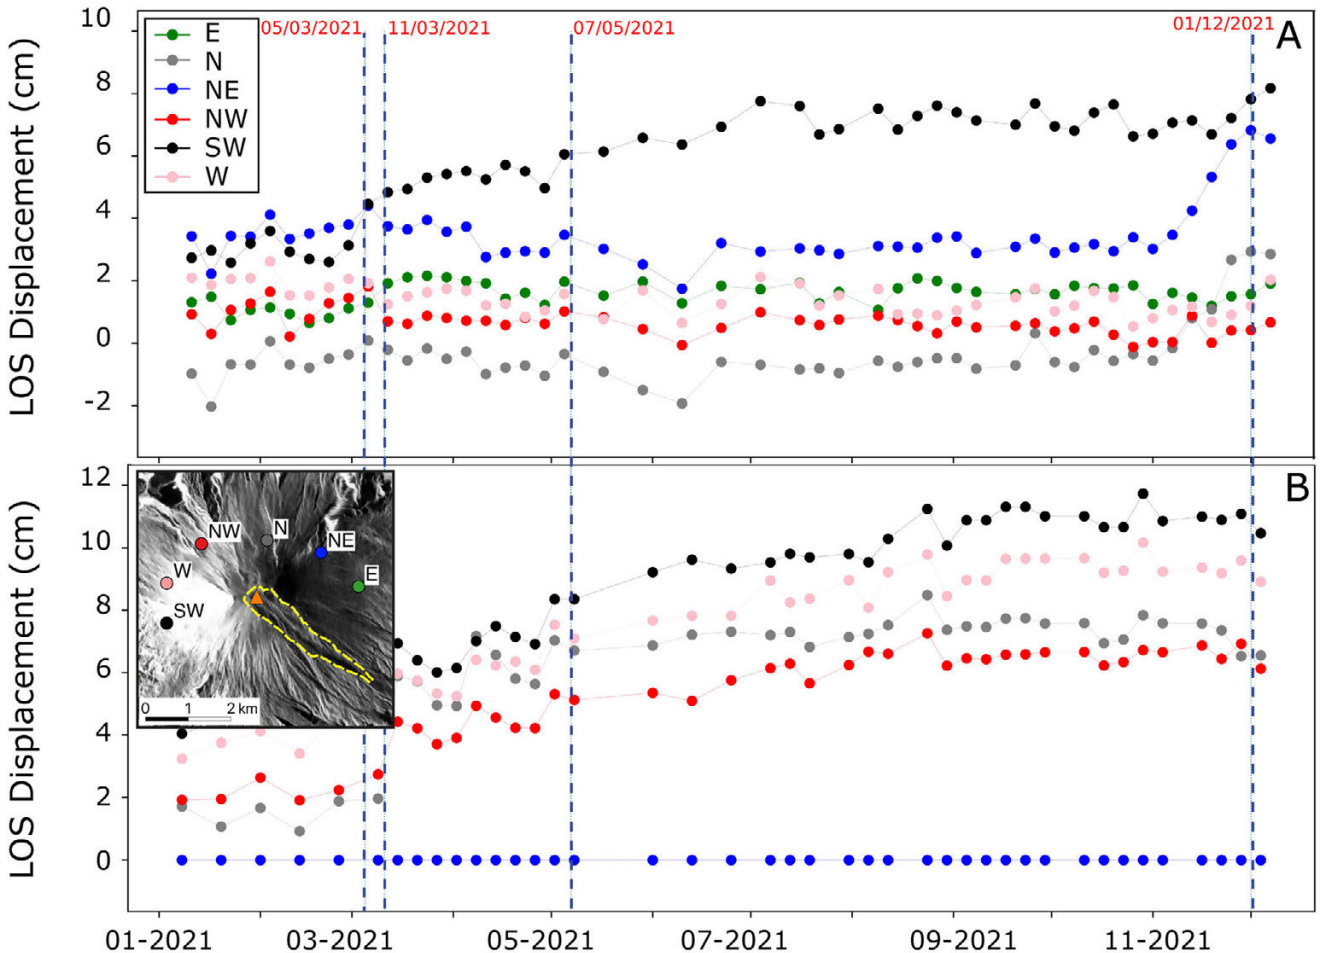 05/03/2021 11/03/2021 07/05/2021 01/12/2021
A
E
N
NE
NW
SW
W
10
8
6
4
2
0
-2
LOS Displacement (cm)
B
12
10
8
6
4
2
0
LOS Displacement (cm)
NW
N
NE
W
E
SW
0 1 2 km
01-2021 03-2021 05-2021 07-2021 09-2021 11-2021